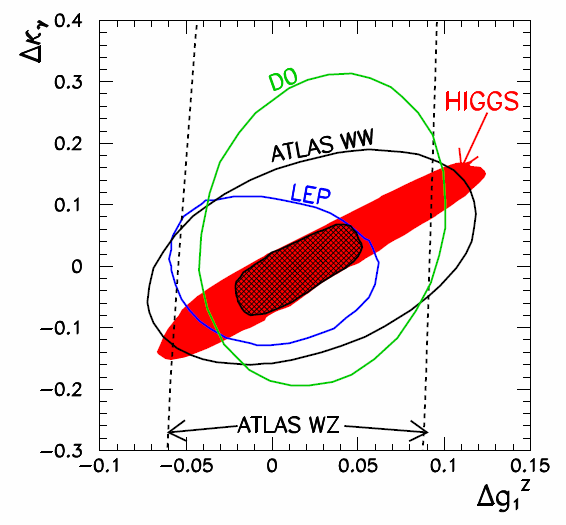 Δκγ
0.4
0.3
0.2
0.1
0
−0.1
−0.2
−0.3
D0
ATLAS WW
LEP
HIGGS
ATLAS WZ
−0.1
−0.05
0
0.05
0.1
0.15
Δg₁ᶻ